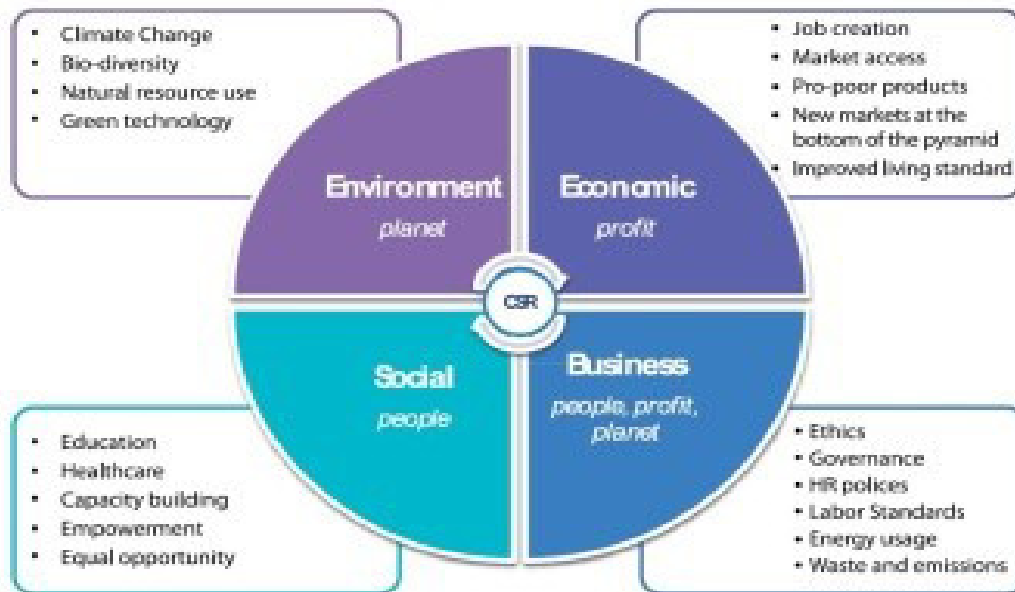 • Climate Change
• Bio-diversity
• Natural resource use
• Green technology
• Job creation
• Market access
• Pro-poor products
• New markets at the
bottom of the pyramid
• Improved living standard
Environment
planet
Economic
profit
CSR
Social
people
Business
people, profit,
planet
• Education
• Healthcare
• Capacity building
• Empowerment
• Equal opportunity
• Ethics
• Governance
• HR polices
• Labor Standards
• Energy usage
• Waste and emissions